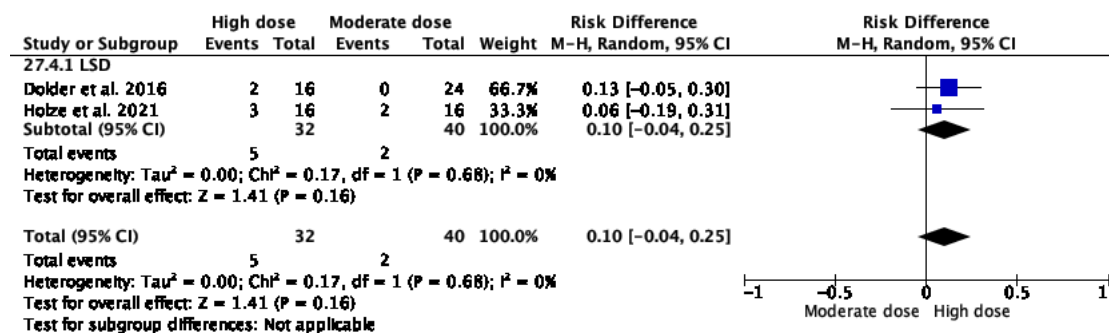 High dose Moderate dose Risk Difference Risk Difference
Study or Subgroup Events Total Events Total Weight M-H, Random, 95% CI M-H, Random, 95% CI
27.4.1 LSD
Dolder et al. 2016 2 16 0 24 66.7% 0.13 [-0.05, 0.30]
Holze et al. 2021 3 16 2 16 33.3% 0.06 [-0.19, 0.31]
Subtotal (95% CI) 32 40 100.0% 0.10 [-0.04, 0.25]
Total events 5 2
Heterogeneity: Tau² = 0.00; Chi² = 0.17, df = 1 (P = 0.68); I² = 0%
Test for overall effect: Z = 1.41 (P = 0.16)
Total (95% CI) 32 40 100.0% 0.10 [-0.04, 0.25]
Total events 5 2
Heterogeneity: Tau² = 0.00; Chi² = 0.17, df = 1 (P = 0.68); I² = 0%
Test for overall effect: Z = 1.41 (P = 0.16)
Test for subgroup differences: Not applicable
-1 -0.5 0 0.5 1
Moderate dose High dose